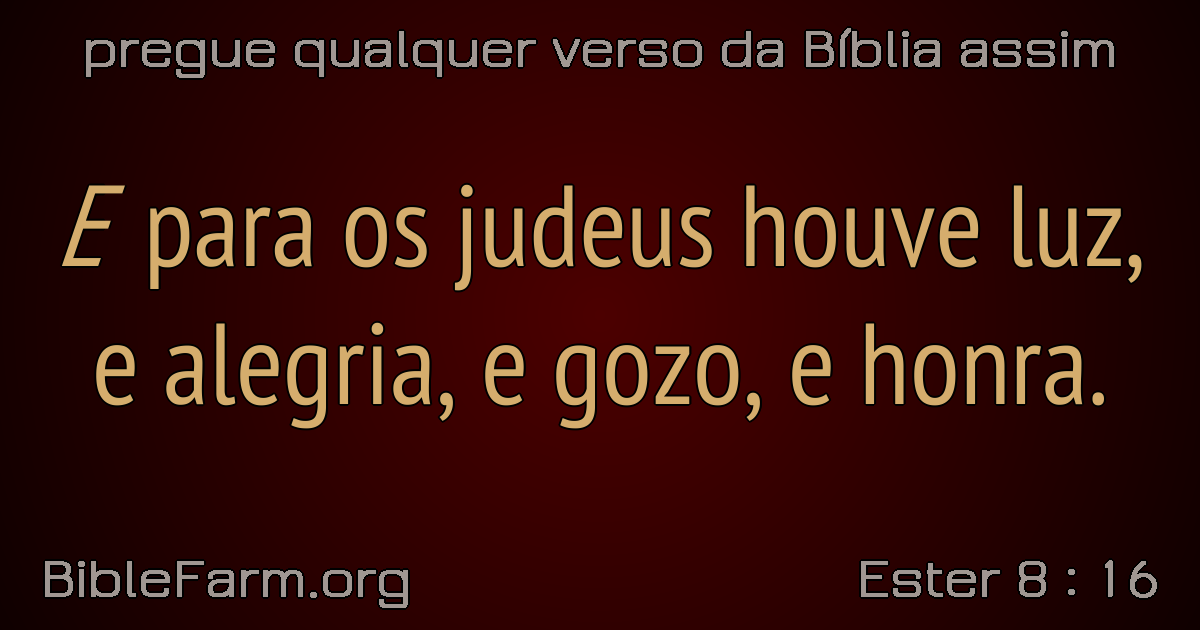 pregue qualquer verso da Bíblia assim
E para os judeus houve luz,
e alegria, e gozo, e honra.
BibleFarm.org
Ester 8 : 16